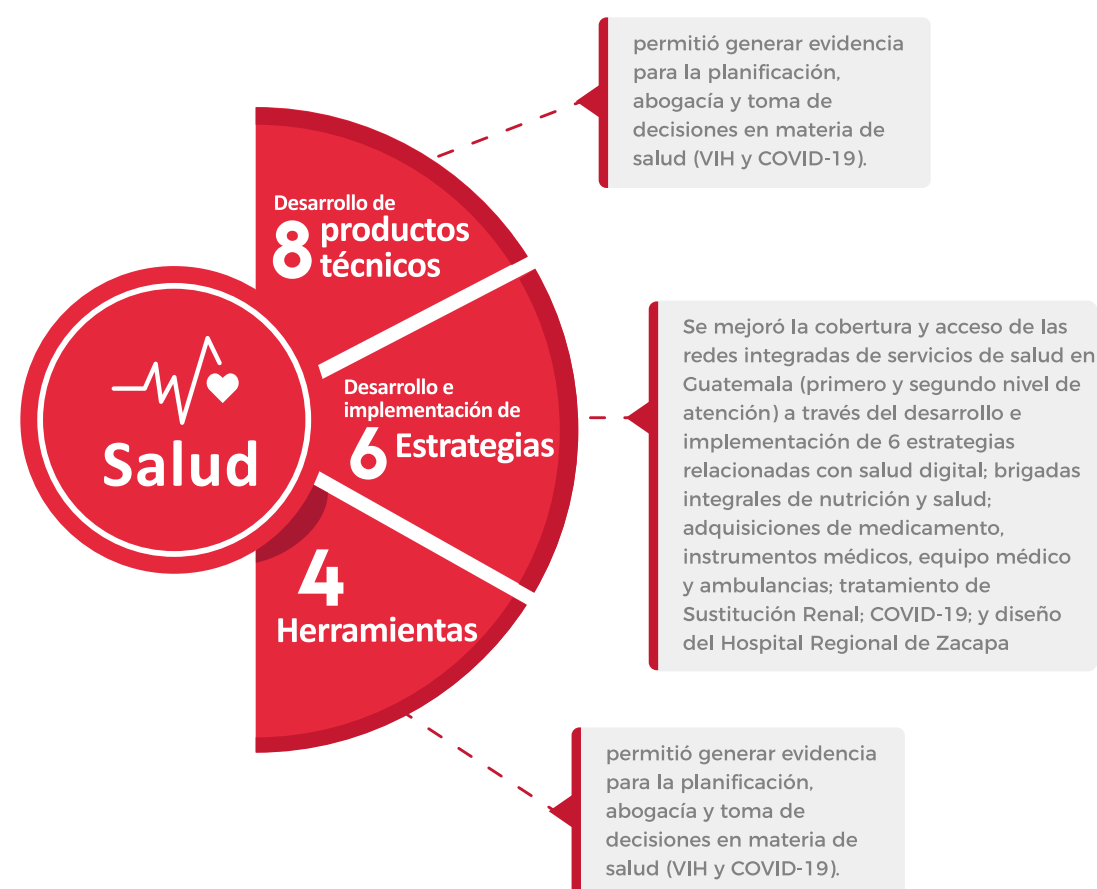 permitió generar evidencia
para la planificación,
abogacía y toma de
decisiones en materia de
salud (VIH y COVID-19).
Desarrollo de
8 productos
técnicos
Salud
Desarrollo e
implementación de
6 Estrategias
Se mejoró la cobertura y acceso de las
redes integradas de servicios de salud en
Guatemala (primero y segundo nivel de
atención) a través del desarrollo e
implementación de 6 estrategias
relacionadas con salud digital; brigadas
integrales de nutrición y salud;
adquisiciones de medicamento,
instrumentos médicos, equipo médico
y ambulancias; tratamiento de
Sustitución Renal; COVID-19; y diseño
del Hospital Regional de Zacapa
4
Herramientas
permitió generar evidencia
para la planificación,
abogacía y toma de
decisiones en materia de
salud (VIH y COVID-19).